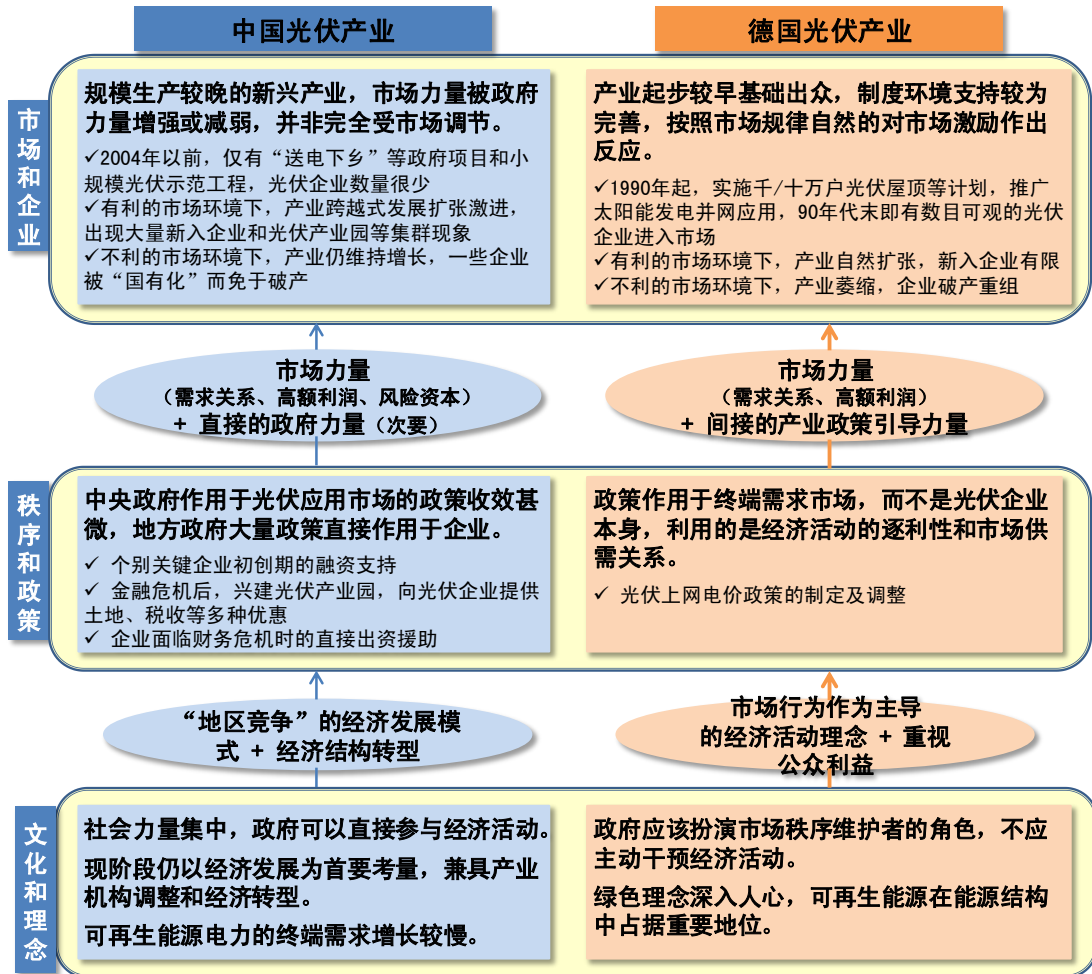 中国光伏产业
德国光伏产业
市场和企业
规模生产较晚的新兴产业，市场力量被政府
力量增强或减弱，并非完全受市场调节。
✓2004年以前，仅有“送电下乡”等政府项目和小
规模光伏示范工程，光伏企业数量很少
✓有利的市场环境下，产业跨越式发展扩张激进，
出现大量新入企业和光伏产业园等集群现象
✓不利的市场环境下，产业仍维持增长，一些企业
被“国有化”而免于破产
产业起步较早基础出众，制度环境支持较为
完善，按照市场规律自然的对市场激励作出
反应。
✓1990年起，实施千/十万户光伏屋顶等计划，推广
太阳能发电并网应用，90年代末即有数目可观的光伏
企业进入市场
✓有利的市场环境下，产业自然扩张，新入企业有限
✓不利的市场环境下，产业萎缩，企业破产重组
市场力量
（需求关系、高额利润、风险资本）
+ 直接的政府力量（次要）
市场力量
（需求关系、高额利润）
+ 间接的产业政策引导力量
秩序和政策
中央政府作用于光伏应用市场的政策收效甚
微，地方政府大量政策直接作用于企业。
✓ 个别关键企业初创期的融资支持
✓ 金融危机后，兴建光伏产业园，向光伏企业提供
土地、税收等多种优惠
✓ 企业面临财务危机时的直接出资援助
政策作用于终端需求市场，而不是光伏企业
本身，利用的是经济活动的逐利性和市场供
需关系。
✓ 光伏上网电价政策的制定及调整
“地区竞争”的经济发展模
式 + 经济结构转型
市场行为作为主导
的经济活动理念 + 重视
公众利益
文化和理念
社会力量集中，政府可以直接参与经济活动。
现阶段仍以经济发展为首要考量，兼具产业
机构调整和经济转型。
可再生能源电力的终端需求增长较慢。
政府应该扮演市场秩序维护者的角色，不应
主动干预经济活动。
绿色理念深入人心，可再生能源在能源结构
中占据重要地位。